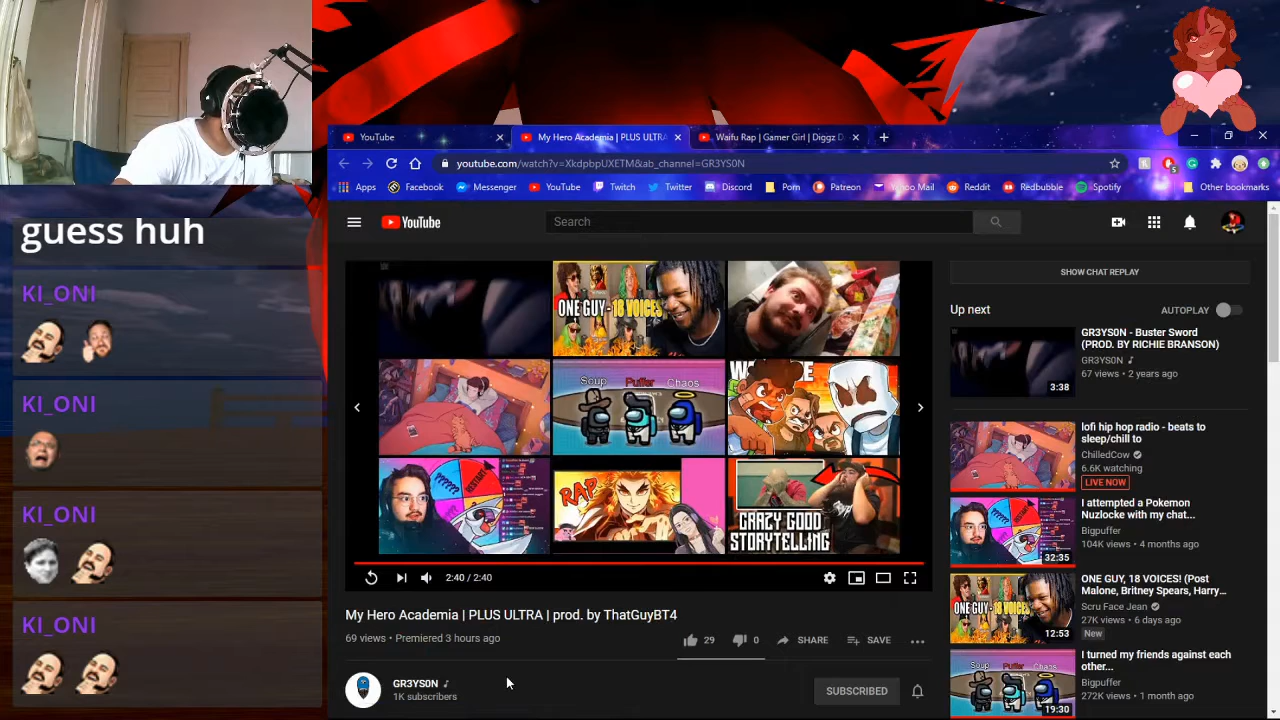 guess huh
KI_ONI
KI_ONI
KI_ONI
KI_ONI
YouTube
My Hero Academia | PLUS ULTRA
Waifu Rap | Gamer Girl | Diggz D
youtube.com/watch?v=XkdpbpUXETM&ab_channel=GR3YS0N
Apps
Facebook
Messenger
YouTube
Twitch
Twitter
Discord
Porn
Patreon
Yahoo Mail
Reddit
Redbubble
Spotify
Other bookmarks
YouTube
Search
ONE GUY - 18 VOICES!
Soup Puffer Chaos
RAP
CRAZY GOOD
STORYTELLING
2:40 / 2:40
My Hero Academia | PLUS ULTRA | prod. by ThatGuyBT4
69 views • Premiered 3 hours ago
29
0
SHARE
SAVE
GR3YS0N
1K subscribers
SUBSCRIBED
SHOW CHAT REPLAY
Up next
AUTOPLAY
3:38
GR3YS0N - Buster Sword
(PROD. BY RICHIE BRANSON)
GR3YS0N
67 views • 2 years ago
lofi hip hop radio - beats to
sleep/chill to
ChilledCow
6.6K watching
LIVE NOW
32:35
I attempted a Pokemon
Nuzlocke with my chat...
Bigpuffer
104K views • 4 months ago
ONE GUY
18 VOICES!
12:53
ONE GUY, 18 VOICES! (Post
Malone, Britney Spears, Harry...
Scru Face Jean
27K views • 6 days ago
New
Soup Puffer Chaos
19:30
I turned my friends against each
other...
Bigpuffer
272K views • 1 month ago